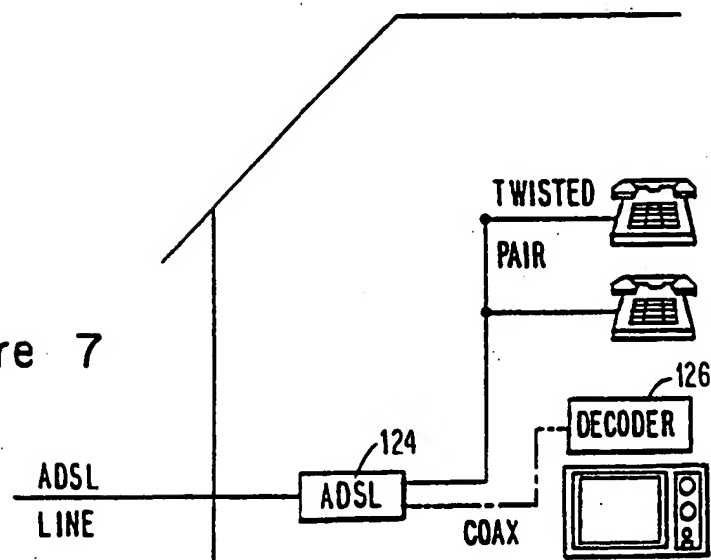 TWISTED
PAIR
re 7
126
DECODER
124
ADSL
ADSL
LINE
COAX